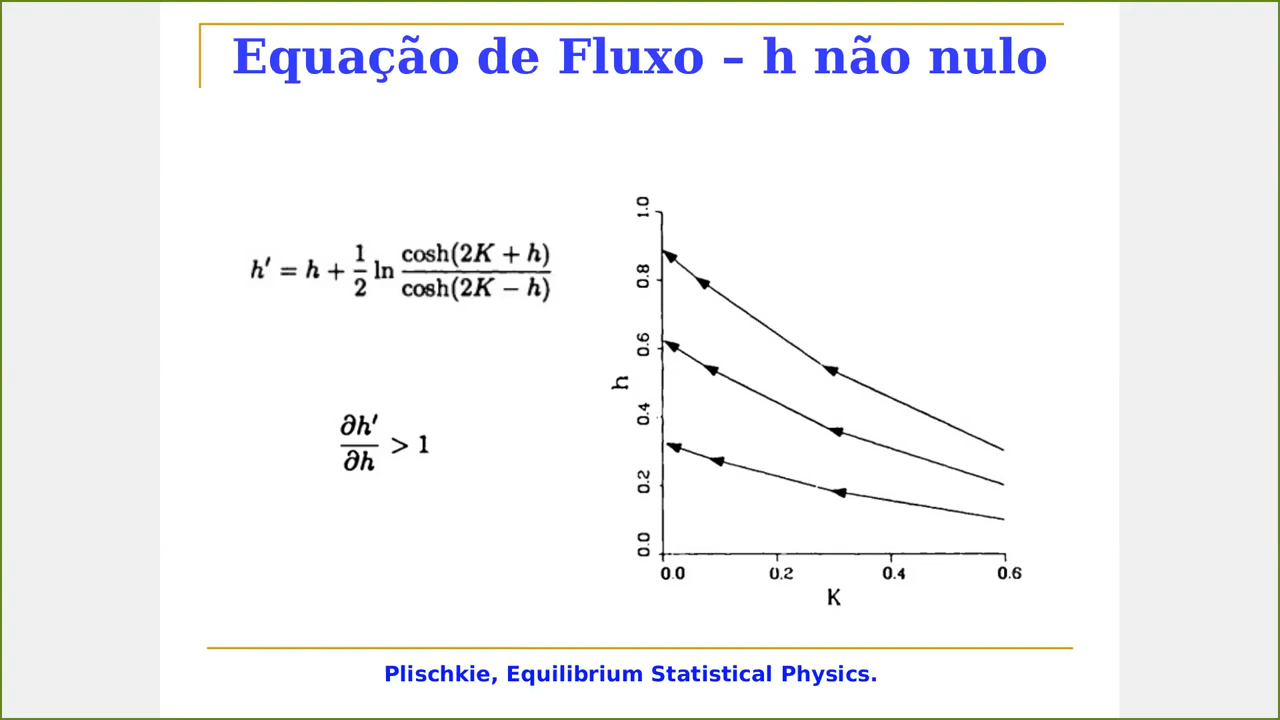 Equação de Fluxo – h não nulo
h′ = h + 1/2 ln cosh(2K + h)/cosh(2K − h)
∂h′/∂h > 1
1.0
0.8
0.6
0.4
0.2
0.0
h
0.0 0.2 0.4 0.6
K
Plischkie, Equilibrium Statistical Physics.